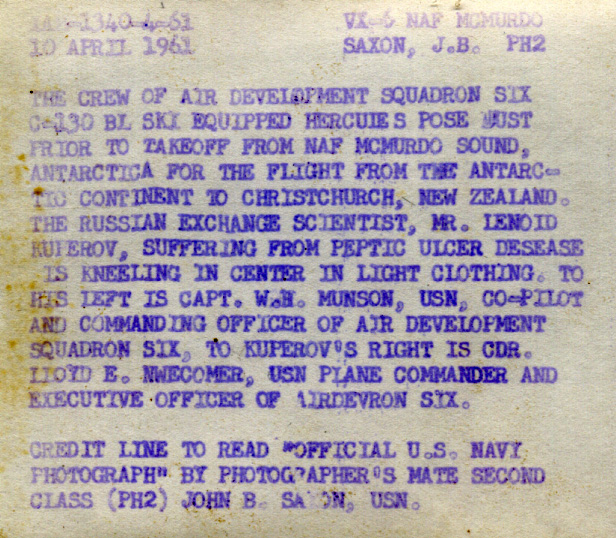 -1340-4-61 VX-6 NAF MCMURDO
10 APRIL 1961 SAXON, J.B. PH2
THE CREW OF AIR DEVELOPMENT SQUADRON SIX
C-130 BL SKI EQUIPPED HERCULES POSE JUST
PRIOR TO TAKEOFF FROM NAF MCMURDO SOUND,
ANTARCTICA FOR THE FLIGHT FROM THE ANTARC-
TIC CONTINENT TO CHRISTCHURCH, NEW ZEALAND.
THE RUSSIAN EXCHANGE SCIENTIST, MR. LENOID
KUPEROV, SUFFERING FROM PEPTIC ULCER DESEASE
IS KNEELING IN CENTER IN LIGHT CLOTHING. TO
HIS LEFT IS CAPT. W.H. MUNSON, USN, CO-PILOT
AND COMMANDING OFFICER OF AIR DEVELOPMENT
SQUADRON SIX, TO KUPEROV'S RIGHT IS CDR.
LLOYD E. NWECOMER, USN PLANE COMMANDER AND
EXECUTIVE OFFICER OF AIRDEVRON SIX.
CREDIT LINE TO READ "OFFICIAL U.S. NAVY
PHOTOGRAPH" BY PHOTOGRAPHER'S MATE SECOND
CLASS (PH2) JOHN B. SAXON, USN.